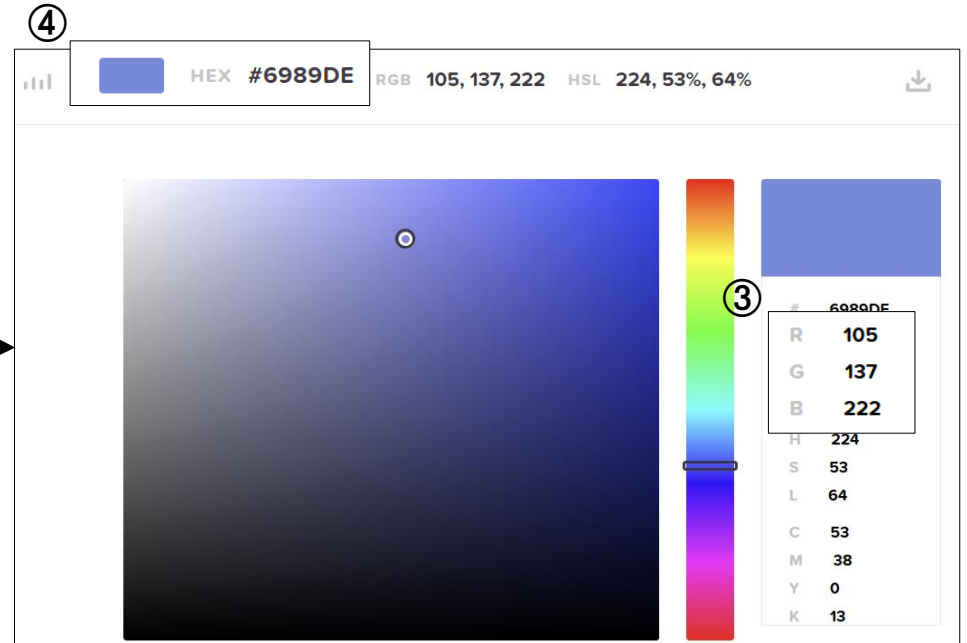 ④
HEX #6989DE RGB 105, 137, 222 HSL 224, 53%, 64%
③
# 6989DE
R 105
G 137
B 222
H 224
S 53
L 64
C 53
M 38
Y 0
K 13